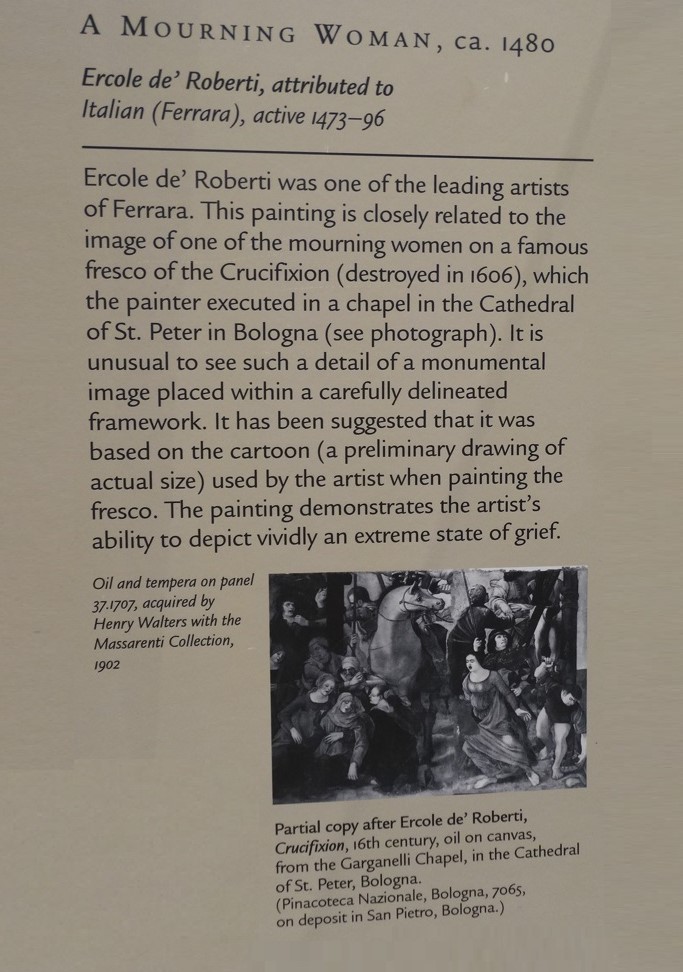 A MOURNING WOMAN, ca. 1480
Ercole de' Roberti, attributed to
Italian (Ferrara), active 1473–96
Ercole de' Roberti was one of the leading artists
of Ferrara. This painting is closely related to the
image of one of the mourning women on a famous
fresco of the Crucifixion (destroyed in 1606), which
the painter executed in a chapel in the Cathedral
of St. Peter in Bologna (see photograph). It is
unusual to see such a detail of a monumental
image placed within a carefully delineated
framework. It has been suggested that it was
based on the cartoon (a preliminary drawing of
actual size) used by the artist when painting the
fresco. The painting demonstrates the artist's
ability to depict vividly an extreme state of grief.
Oil and tempera on panel
37.1707, acquired by
Henry Walters with the
Massarenti Collection,
1902
Partial copy after Ercole de' Roberti,
Crucifixion, 16th century, oil on canvas,
from the Garganelli Chapel, in the Cathedral
of St. Peter, Bologna.
(Pinacoteca Nazionale, Bologna, 7065,
on deposit in San Pietro, Bologna.)